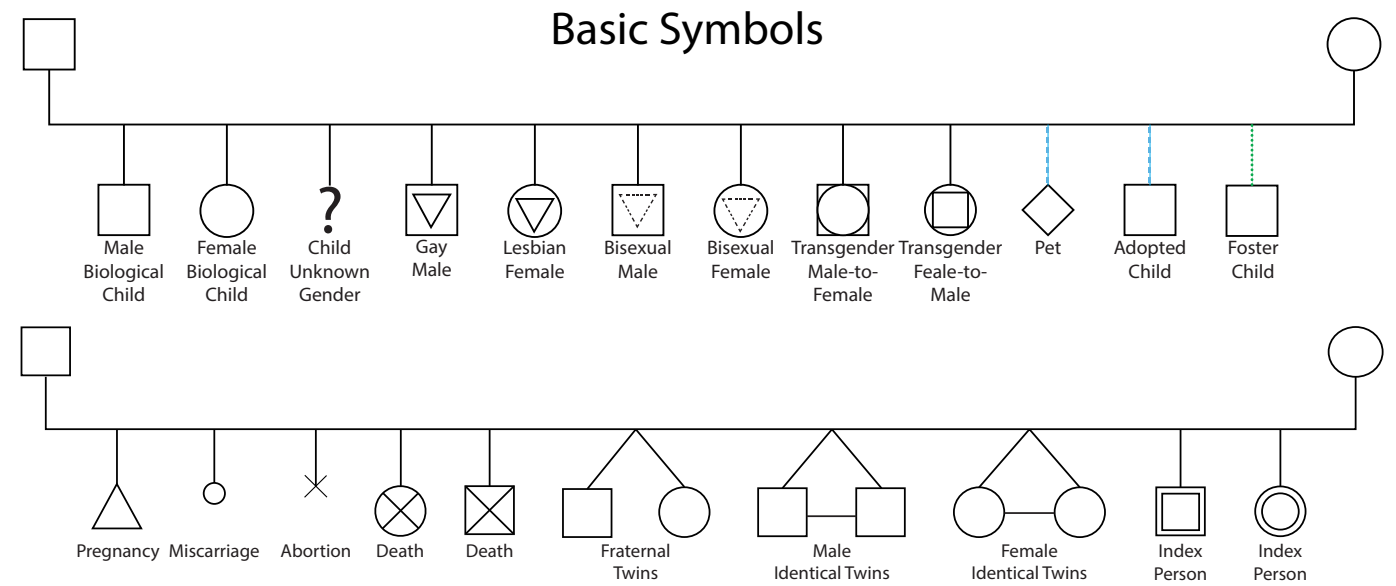 Basic Symbols
?
Male
Biological
Child
Female
Biological
Child
Child
Unknown
Gender
Gay
Male
Lesbian
Female
Bisexual
Male
Bisexual
Female
Transgender
Male-to-
Female
Transgender
Feale-to-
Male
Pet
Adopted
Child
Foster
Child
Pregnancy
Miscarriage
Abortion
Death
Death
Fraternal
Twins
Male
Identical Twins
Female
Identical Twins
Index
Person
Index
Person